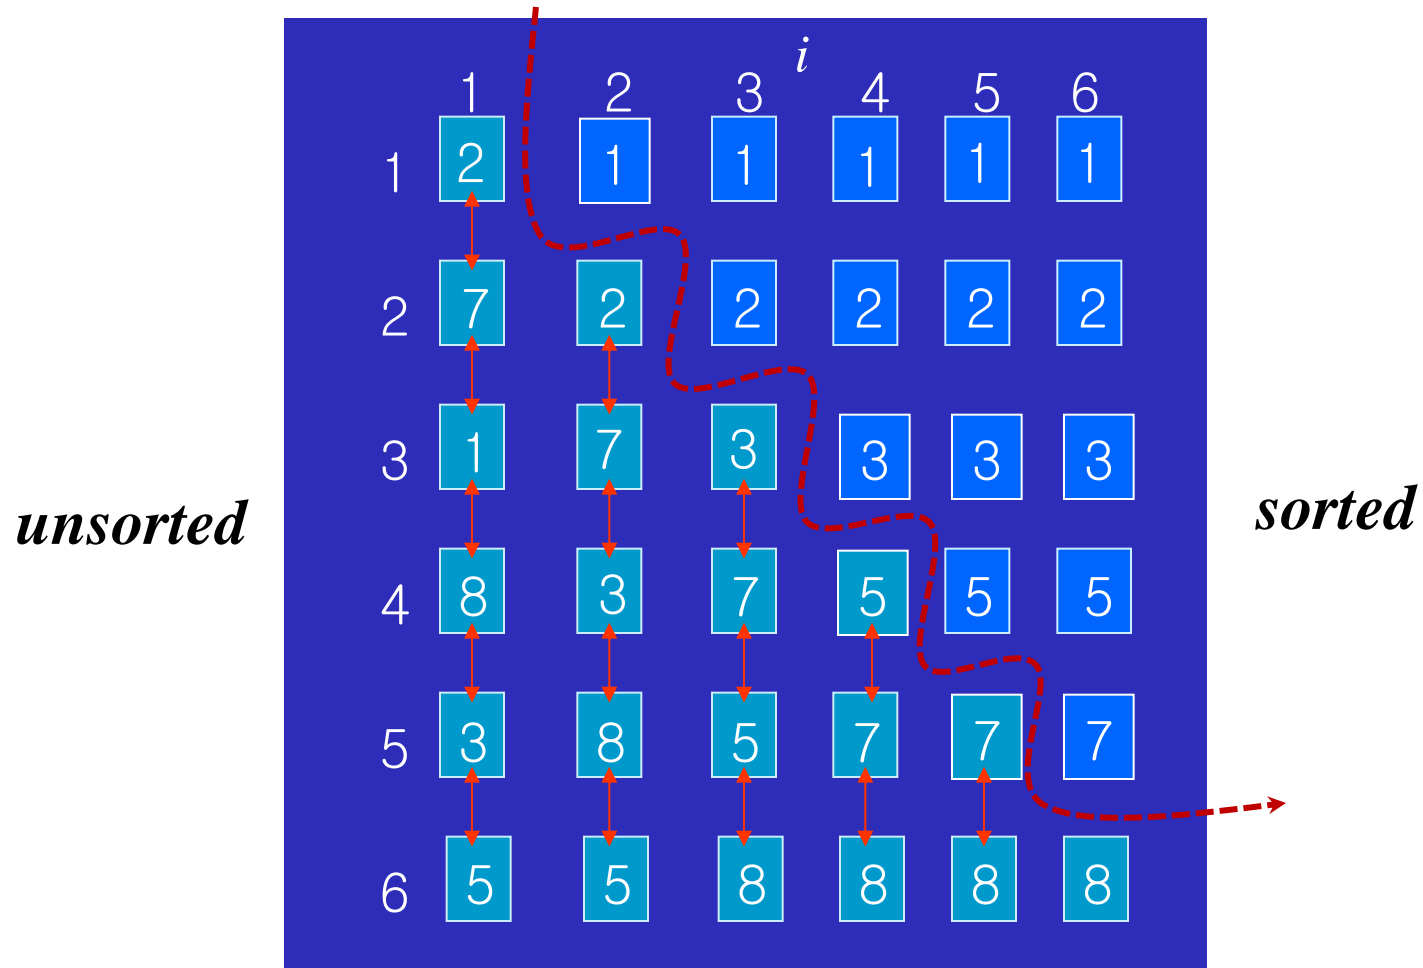 i
1 2 3 4 5 6
1 2 1 1 1 1 1
2 7 2 2 2 2 2
3 1 7 3 3 3 3
unsorted sorted
4 8 3 7 5 5 5
5 3 8 5 7 7 7
6 5 5 8 8 8 8